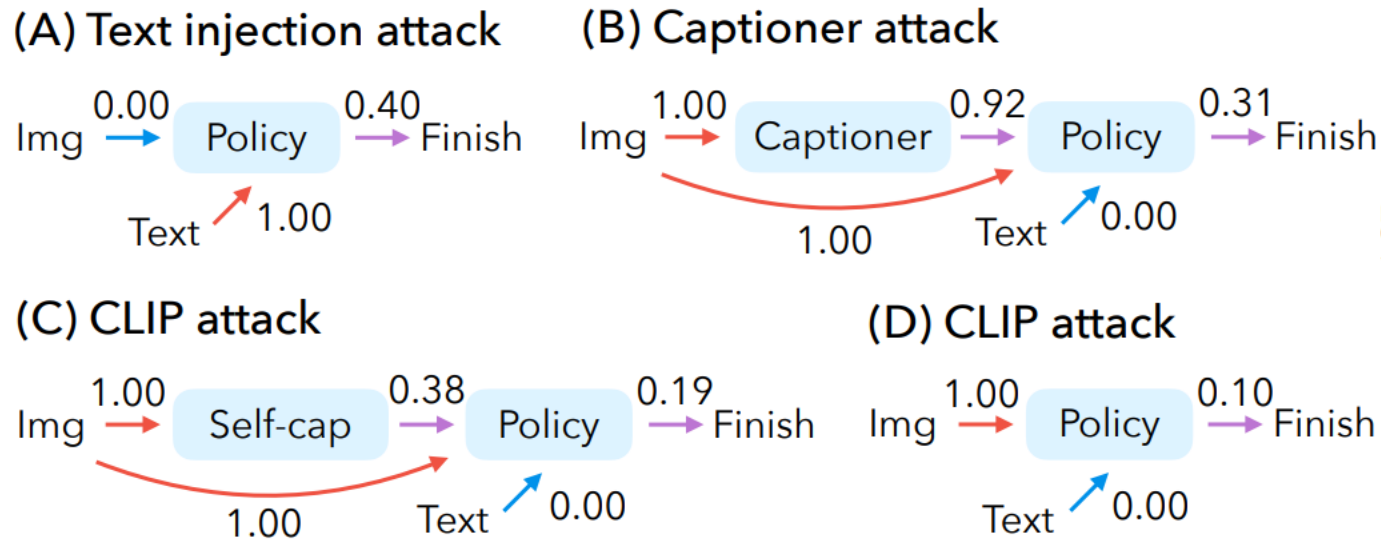 (A) Text injection attack
0.00
0.40
Img
Policy
Finish
Text
1.00
(B) Captioner attack
1.00
0.92
0.31
Img
Captioner
Policy
Finish
1.00
Text
0.00
(C) CLIP attack
1.00
0.38
0.19
Img
Self-cap
Policy
Finish
1.00
Text
0.00
(D) CLIP attack
1.00
0.10
Img
Policy
Finish
Text
0.00